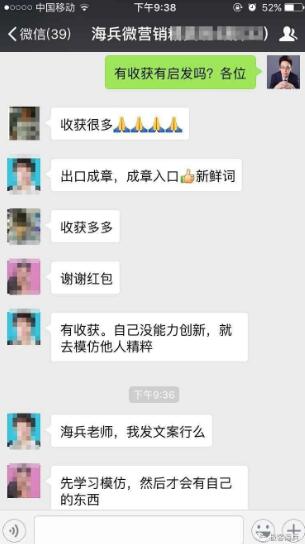 中国移动
下午9:38
52%
微信(39)
海兵微营销精
)
有收获有启发吗？各位
收获很多🙏🙏🙏🙏
出口成章，成章入口👍新鲜词
收获多多
谢谢红包
有收获。自己没能力创新，就
去模仿他人精粹
下午9:36
海兵老师，我发文案行么
先学习模仿，然后才会有自己
的东西